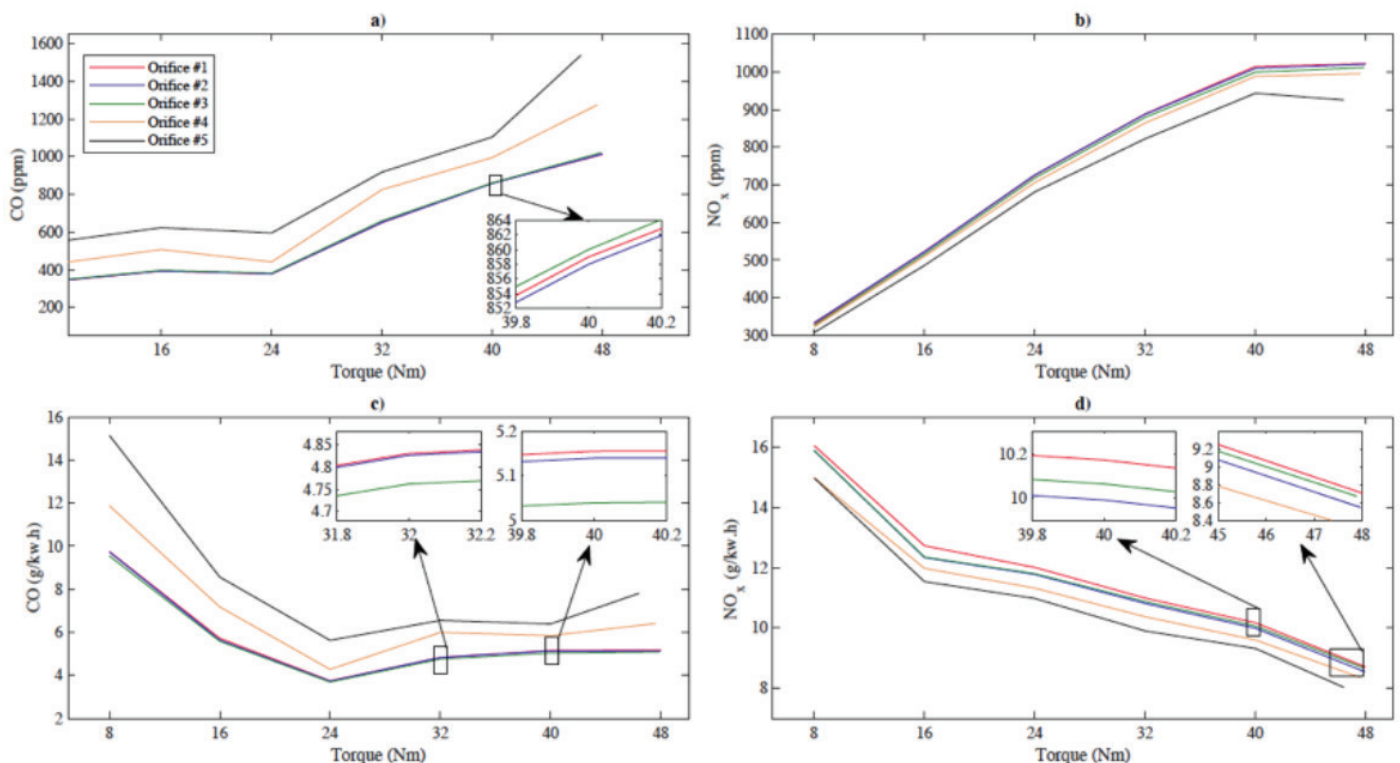 a)
1600
1400
1200
1000
800
600
400
200
CO (ppm)
Orifice #1
Orifice #2
Orifice #3
Orifice #4
Orifice #5
864
862
860
858
856
854
852
39.8 40 40.2
16 24 32 40 48
Torque (Nm)
b)
1100
1000
900
800
700
600
500
400
300
NOx (ppm)
8 16 24 32 40 48
Torque (Nm)
c)
16
14
12
10
8
6
4
2
CO (g/kw.h)
4.85
4.8
4.75
4.7
31.8 32 32.2
5.2
5.1
5
39.8 40 40.2
8 16 24 32 40 48
Torque (Nm)
d)
16
14
12
10
8
NOx (g/kw.h)
10.2
10
39.8 40 40.2
9.2
9
8.8
8.6
8.4
45 46 47 48
8 16 24 32 40 48
Torque (Nm)